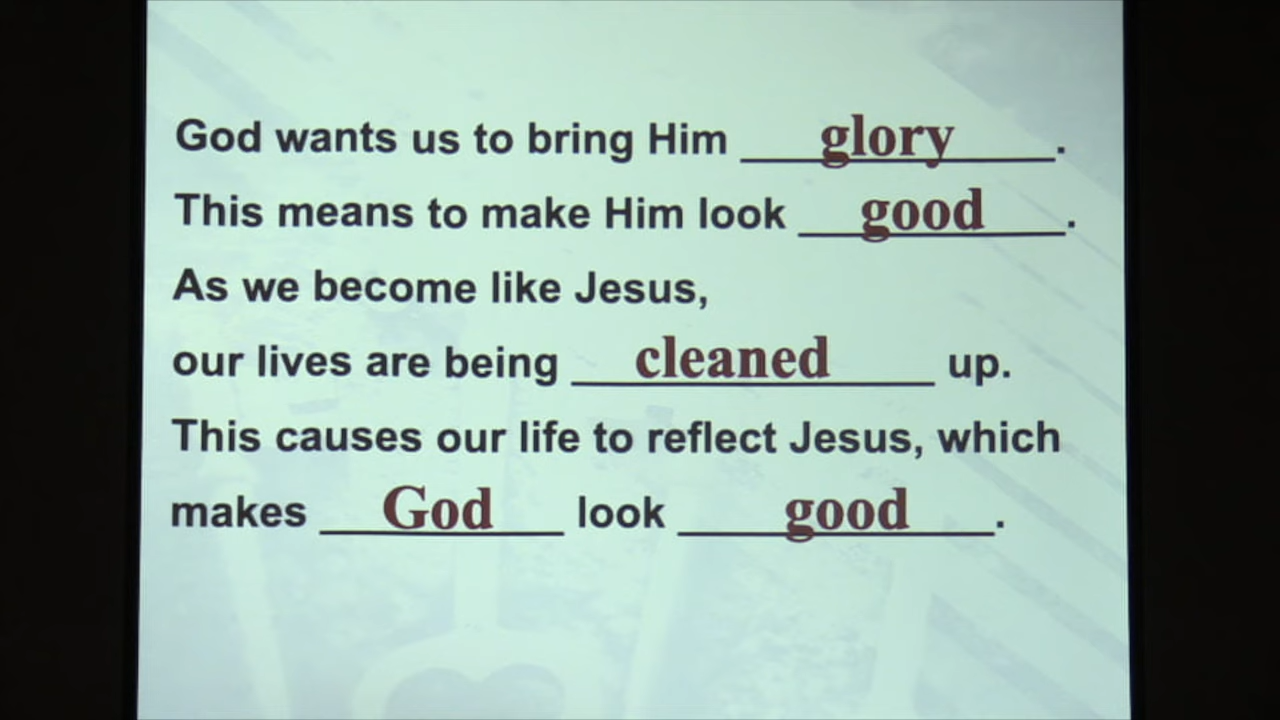 God wants us to bring Him glory.
This means to make Him look good.
As we become like Jesus,
our lives are being cleaned up.
This causes our life to reflect Jesus, which
makes God look good.